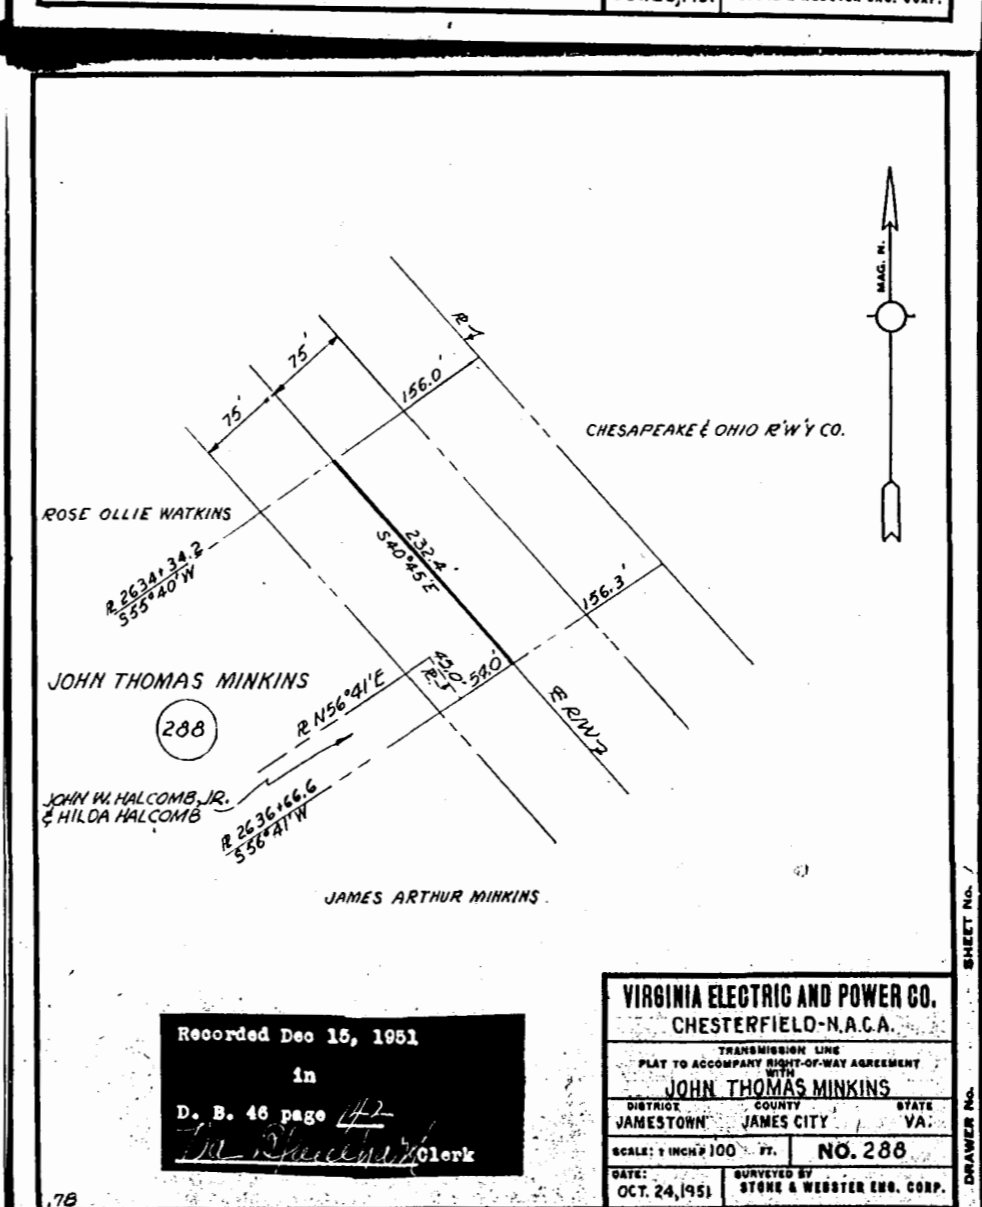 MAG. N.
75'
75'
156.0'
CHESAPEAKE & OHIO R'W'Y CO.
ROSE OLLIE WATKINS
232.4'
S40°45'E
2634+34.2
S55°40'W
156.3'
JOHN THOMAS MINKINS
288
N56°41'E
45.0'
54.0'
R/W
JOHN W. HALCOMB, JR.
& HILDA HALCOMB
2636+66.6
S56°41'W
JAMES ARTHUR MINKINS
SHEET No. 1
DRAWER No.
Recorded Dec 15, 1951
in
D. B. 46 page 142
Clerk
VIRGINIA ELECTRIC AND POWER CO.
CHESTERFIELD-N.A.C.A.
TRANSMISSION LINE
PLAT TO ACCOMPANY RIGHT-OF-WAY AGREEMENT
WITH
JOHN THOMAS MINKINS
DISTRICT COUNTY STATE
JAMESTOWN JAMES CITY VA.
SCALE: 1 INCH = 100 FT. NO. 288
DATE: SURVEYED BY
OCT. 24, 1951 STONE & WEBSTER ENG. CORP.
78